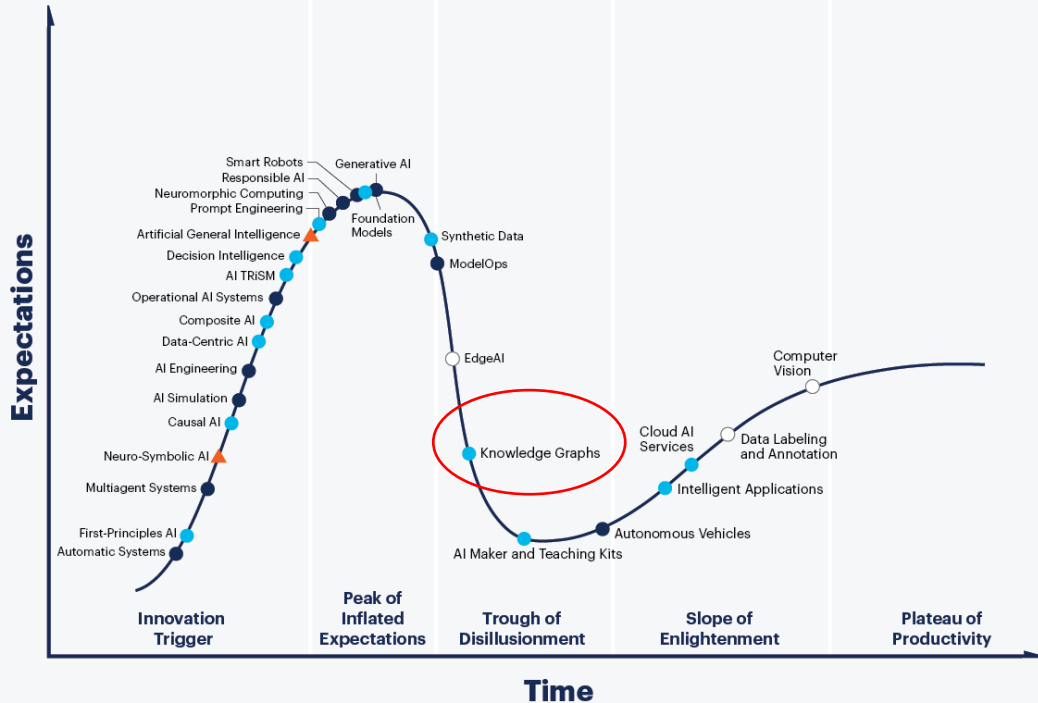 Expectations
Smart Robots
Generative AI
Responsible AI
Neuromorphic Computing
Prompt Engineering
Foundation
Models
Artificial General Intelligence
Synthetic Data
Decision Intelligence
ModelOps
AI TRiSM
Operational AI Systems
Composite AI
Data-Centric AI
EdgeAI
AI Engineering
AI Simulation
Causal AI
Neuro-Symbolic AI
Multiagent Systems
First-Principles AI
Automatic Systems
Knowledge Graphs
AI Maker and Teaching Kits
Autonomous Vehicles
Intelligent Applications
Cloud AI
Services
Data Labeling
and Annotation
Computer
Vision
Innovation
Trigger
Peak of
Inflated
Expectations
Trough of
Disillusionment
Slope of
Enlightenment
Plateau of
Productivity
Time